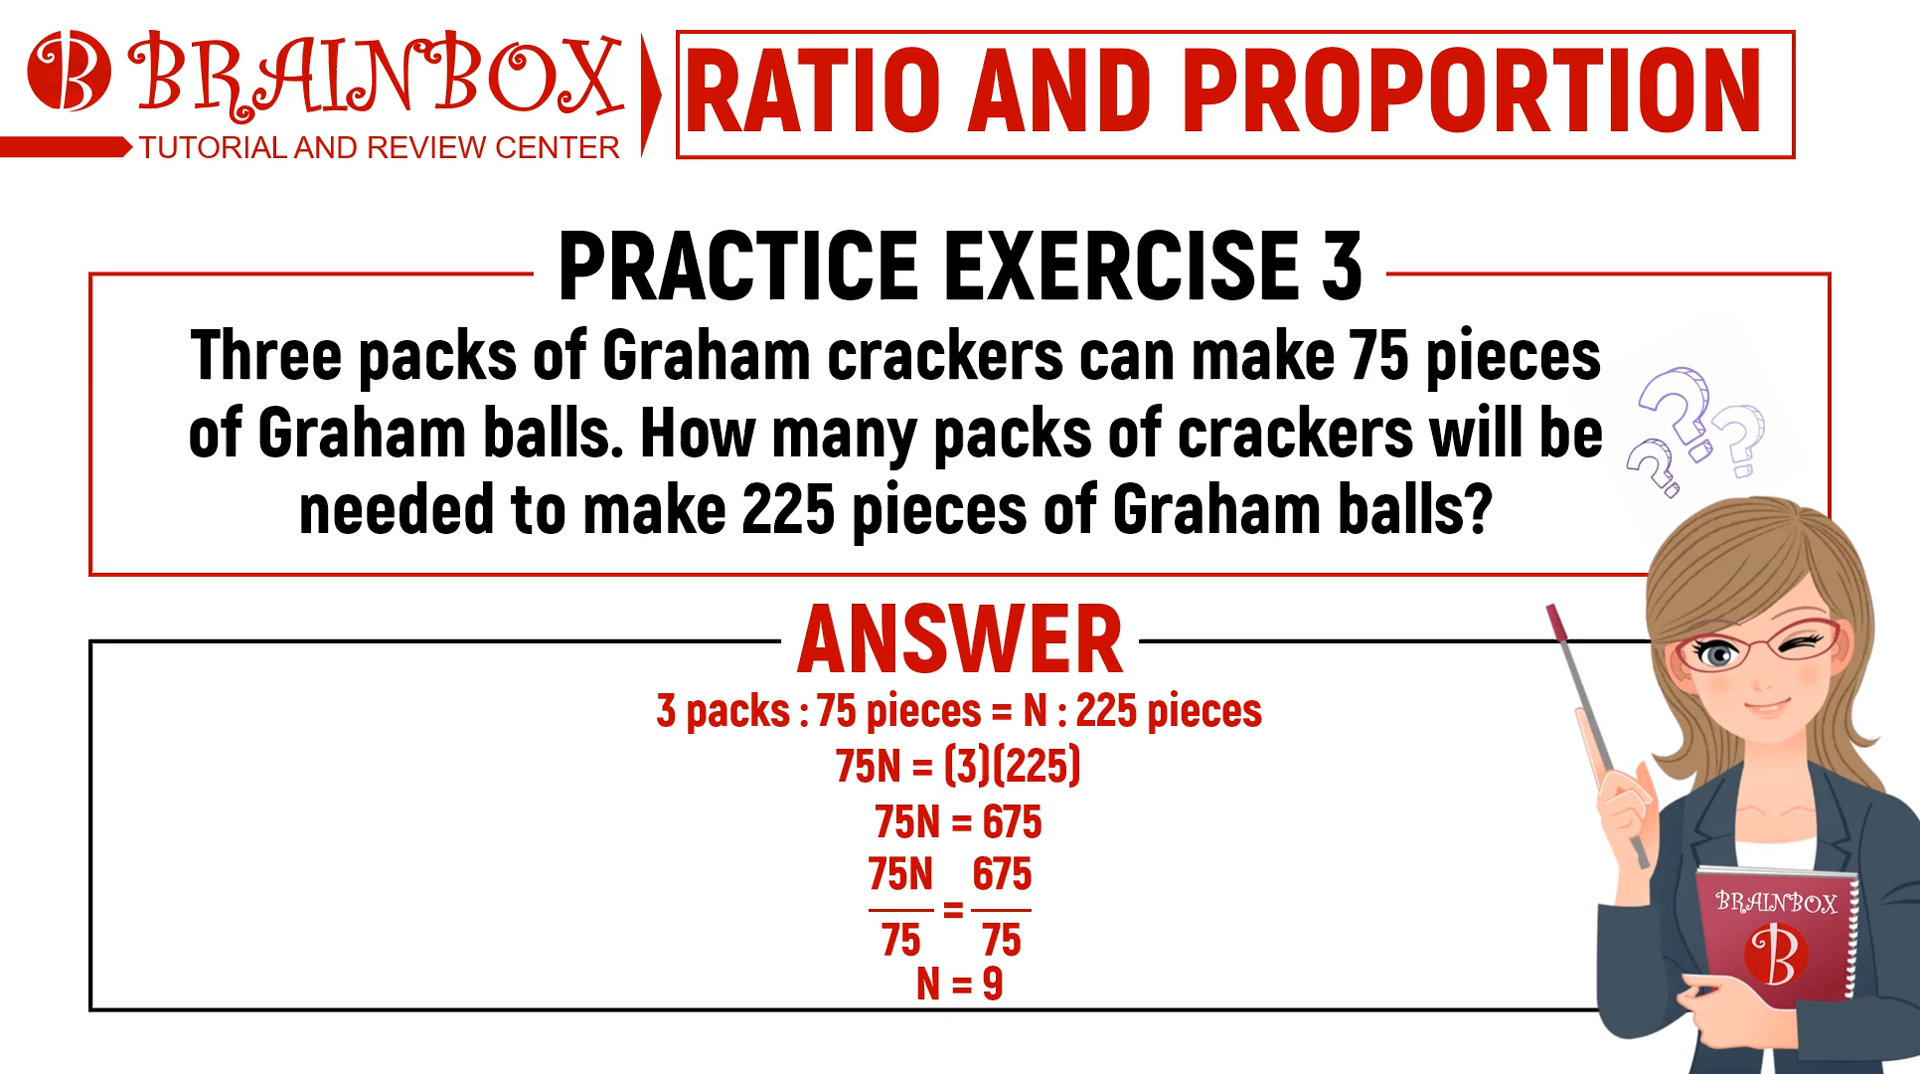 B BRAINBOX
TUTORIAL AND REVIEW CENTER
RATIO AND PROPORTION
PRACTICE EXERCISE 3
Three packs of Graham crackers can make 75 pieces
of Graham balls. How many packs of crackers will be
needed to make 225 pieces of Graham balls?
???
ANSWER
3 packs : 75 pieces = N : 225 pieces
75N = (3)(225)
75N = 675
75N = 675
75 75
N = 9
BRAINBOX
B